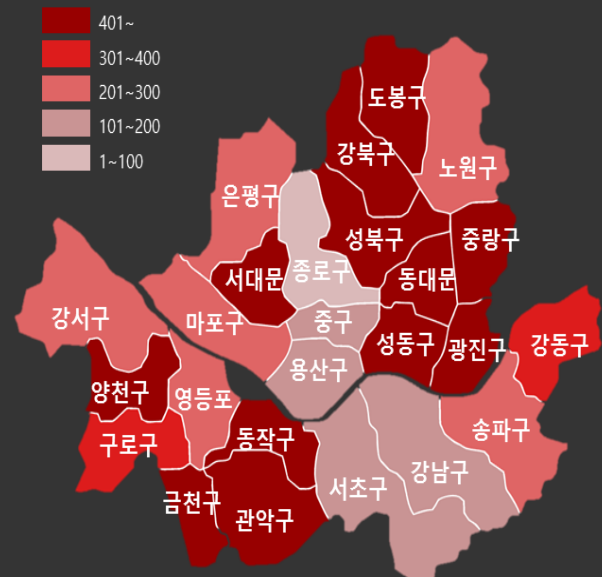 401~
301~400
201~300
101~200
1~100
도봉구
강북구
노원구
은평구
성북구
중랑구
서대문
종로구
동대문
강서구
마포구
중구
성동구
광진구
강동구
용산구
양천구
영등포
구로구
동작구
송파구
강남구
서초구
금천구
관악구